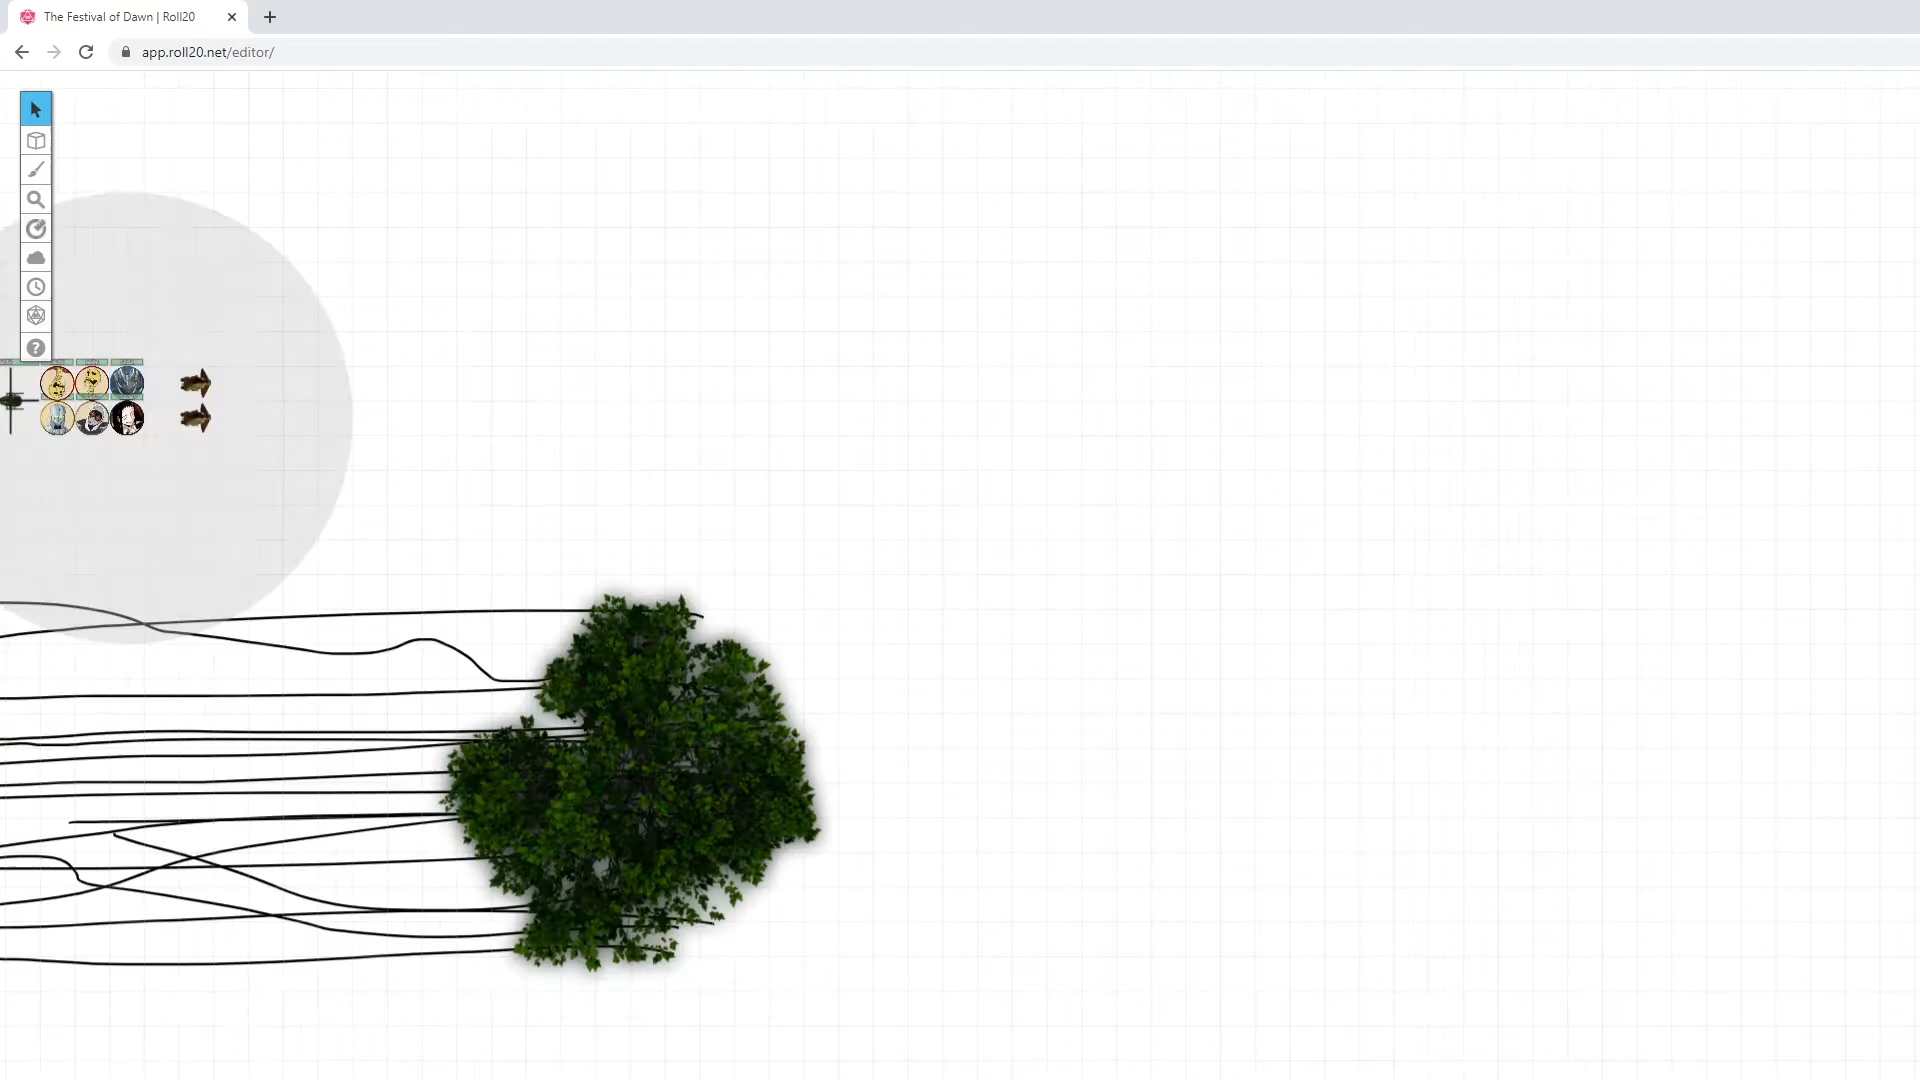 The Festival of Dawn | Roll20
app.roll20.net/editor/